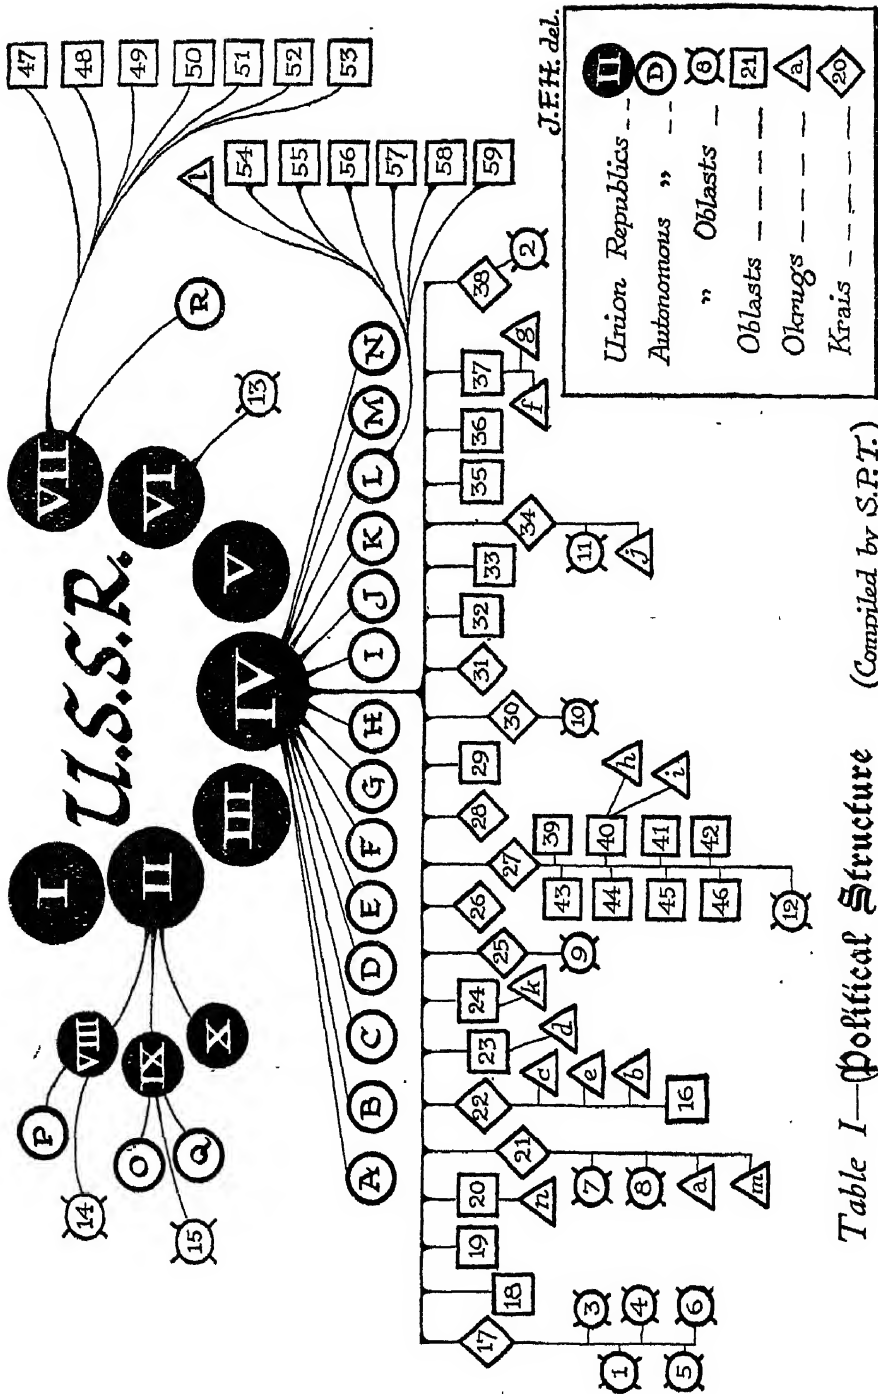 U.S.S.R.
I
II
III
IV
V
VI
VII
VIII
IX
X
P
O
Q
14
15
R
13
47
48
49
50
51
52
53
A B C D E F G H I J K L M N
l
54
55
56
57
58
59
17 18 19 20 21 22 23 24 25 26 27 28 29 30 31 32 33 34 35 36 37 38
1
3
4
5
6
n
7
8
a
m
c
e
b
16
d
k
9
43 39
44 40
45 41
46 42
12
h
i
10
11
j
f
g
2
J.F.H. del.
Union Republics -- II
Autonomous " -- D
" Oblasts - 8
Oblasts ---- 21
Okrugs ---- a
Krais ---- 20
Table I—Political Structure (Compiled by S.P.T.)